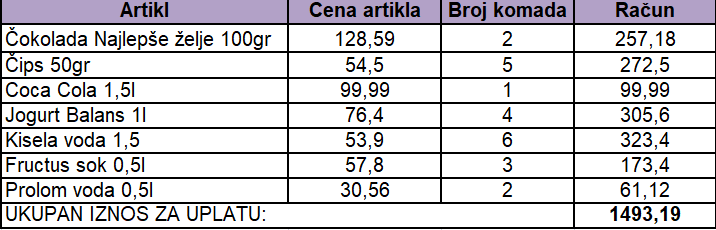 Artikl Cena artikla Broj komada Račun
Čokolada Najlepše želje 100gr 128,59 2 257,18
Čips 50gr 54,5 5 272,5
Coca Cola 1,5l 99,99 1 99,99
Jogurt Balans 1l 76,4 4 305,6
Kisela voda 1,5 53,9 6 323,4
Fructus sok 0,5l 57,8 3 173,4
Prolom voda 0,5l 30,56 2 61,12
UKUPAN IZNOS ZA UPLATU: 1493,19